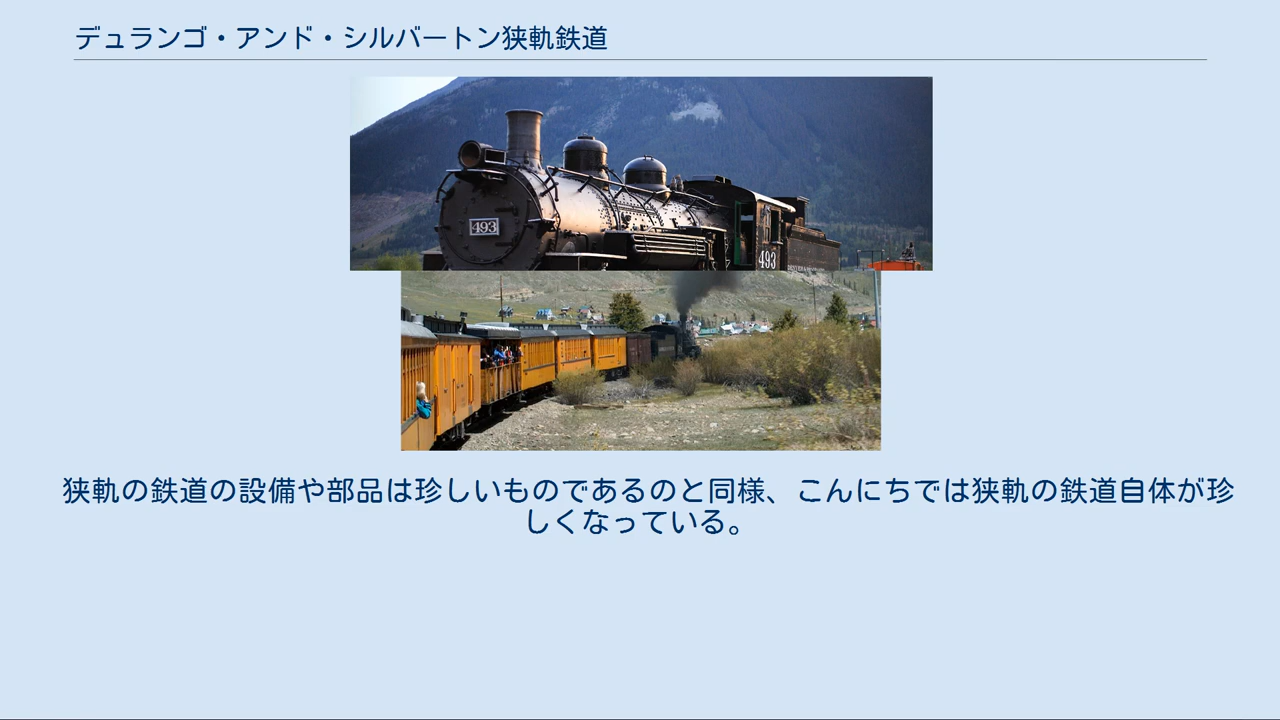 デュランゴ・アンド・シルバートン狭軌鉄道
493
493
狭軌の鉄道の設備や部品は珍しいものであるのと同様、こんにちでは狭軌の鉄道自体が珍
しくなっている。